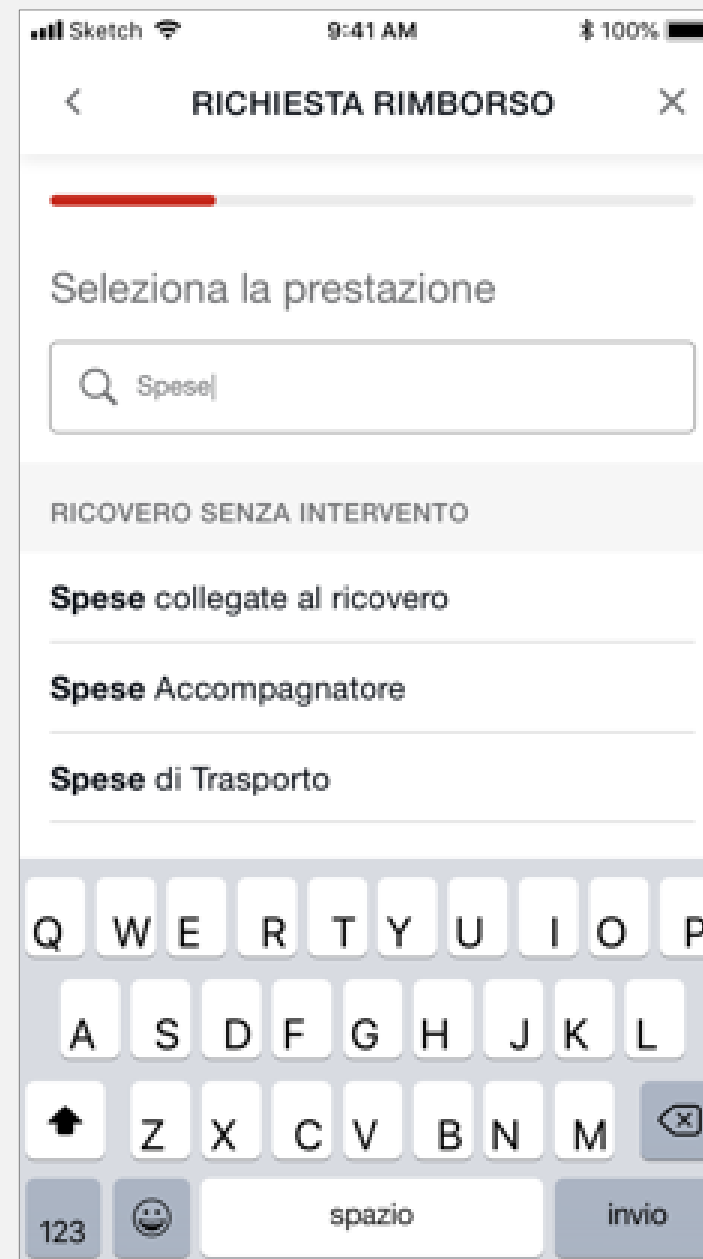 Sketch 9:41 AM 100%
RICHIESTA RIMBORSO
Seleziona la prestazione
Spese
RICOVERO SENZA INTERVENTO
Spese collegate al ricovero
Spese Accompagnatore
Spese di Trasporto
Q W E R T Y U I O P
A S D F G H J K L
Z X C V B N M
123 spazio invio